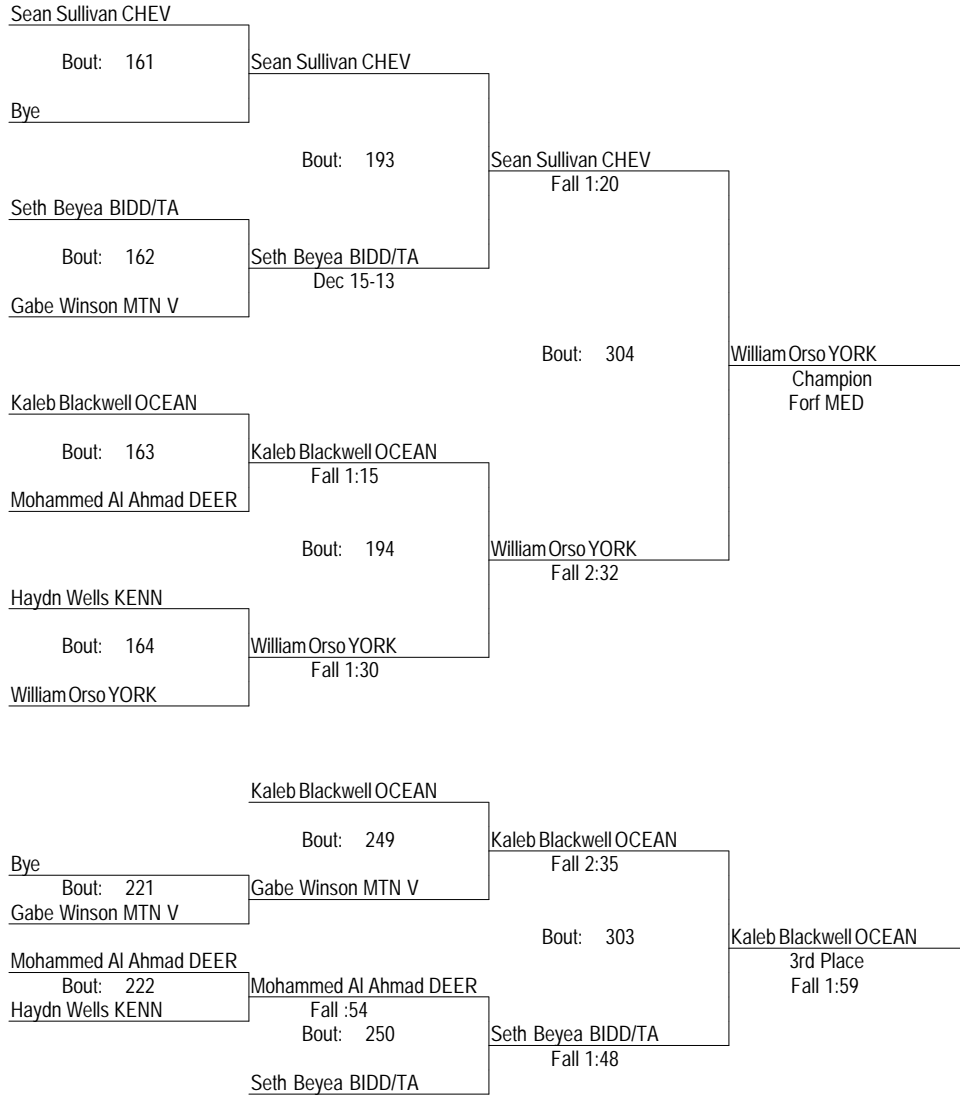 Sean Sullivan CHEV
Bout: 161
Sean Sullivan CHEV
Bye
Bout: 193
Sean Sullivan CHEV
Fall 1:20
Seth Beyea BIDD/TA
Bout: 162
Seth Beyea BIDD/TA
Dec 15-13
Gabe Winson MTN V
Bout: 304
William Orso YORK
Champion
Forf MED
Kaleb Blackwell OCEAN
Bout: 163
Kaleb Blackwell OCEAN
Fall 1:15
Mohammed Al Ahmad DEER
Bout: 194
William Orso YORK
Fall 2:32
Haydn Wells KENN
Bout: 164
William Orso YORK
Fall 1:30
William Orso YORK
Kaleb Blackwell OCEAN
Bout: 249
Kaleb Blackwell OCEAN
Fall 2:35
Bye
Bout: 221
Gabe Winson MTN V
Gabe Winson MTN V
Bout: 303
Kaleb Blackwell OCEAN
3rd Place
Fall 1:59
Mohammed Al Ahmad DEER
Bout: 222
Mohammed Al Ahmad DEER
Haydn Wells KENN
Fall :54
Bout: 250
Seth Beyea BIDD/TA
Fall 1:48
Seth Beyea BIDD/TA